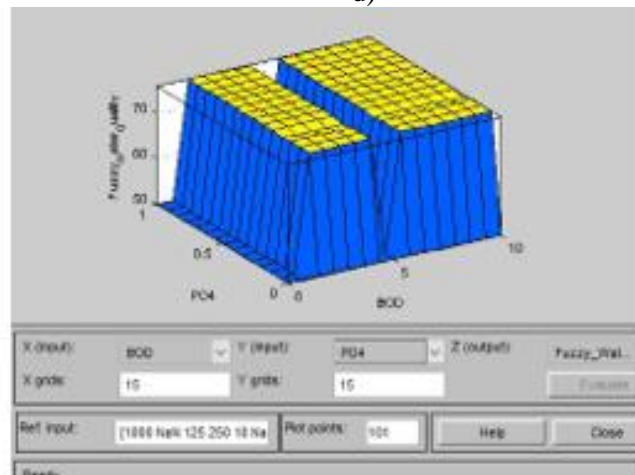 d)
70
60
50
1
0.5
0
PO4
0
5
10
BOD
X (input): BOD Y (input): PO4 Z (output):
X grids: 15 Y grids: 15 Evaluate
Ref. input: Plot points: 101 Help Close
Ready